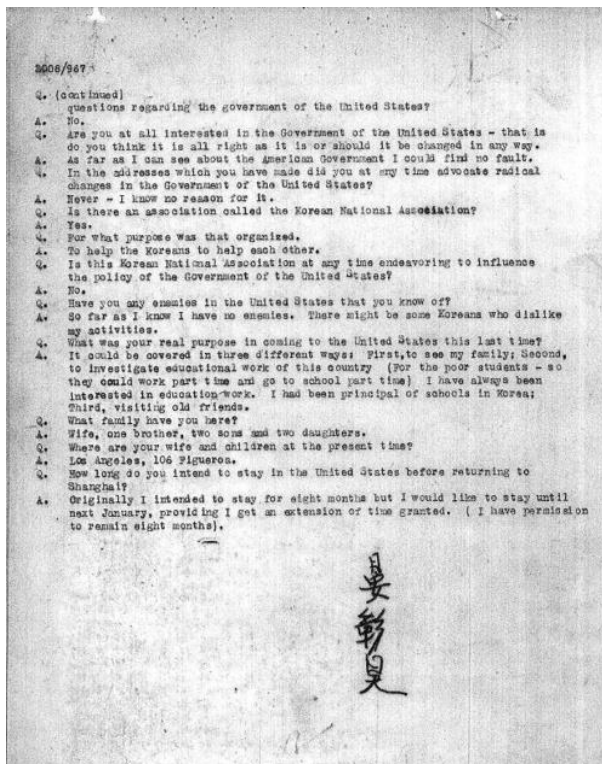 3008/967
Q. (continued)
questions regarding the government of the United States?
A. No.
Q. Are you at all interested in the Government of the United States - that is
do you think it is all right as it is or should it be changed in any way.
A. As far as I can see about the American Government I could find no fault.
Q. In the addresses which you have made did you at any time advocate radical
changes in the Government of the United States?
A. Never - I know no reason for it.
Q. Is there an association called the Korean National Association?
A. Yes.
Q. For what purpose was that organized.
A. To help the Koreans to help each other.
Q. Is this Korean National Association at any time endeavoring to influence
the policy of the Government of the United States?
A. No.
Q. Have you any enemies in the United States that you know of?
A. So far as I know I have no enemies. There might be some Koreans who dislike
my activities.
Q. What was your real purpose in coming to the United States this last time?
A. It could be covered in three different ways: First,to see my family; Second,
to investigate educational work of this country (For the poor students - so
they could work part time and go to school part time) I have always been
interested in education work. I had been principal of schools in Korea;
Third, visiting old friends.
Q. What family have you here?
A. Wife, one brother, two sons and two daughters.
Q. Where are your wife and children at the present time?
A. Los Angeles, 106 Figueroa.
Q. How long do you intend to stay in the United States before returning to
Shanghai?
A. Originally I intended to stay for eight months but I would like to stay until
next January, providing I get an extension of time granted. ( I have permission
to remain eight months).
晏彰昊